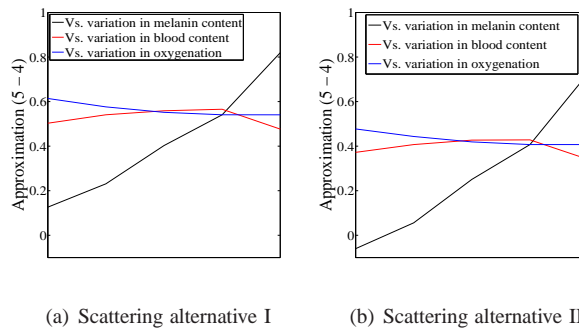 1
0.8
0.6
0.4
0.2
0
Approximation (5 – 4)
Vs. variation in melanin content
Vs. variation in blood content
Vs. variation in oxygenation
(a) Scattering alternative I
1
0.8
0.6
0.4
0.2
0
Approximation (5 – 4)
Vs. variation in melanin content
Vs. variation in blood content
Vs. variation in oxygenation
(b) Scattering alternative II